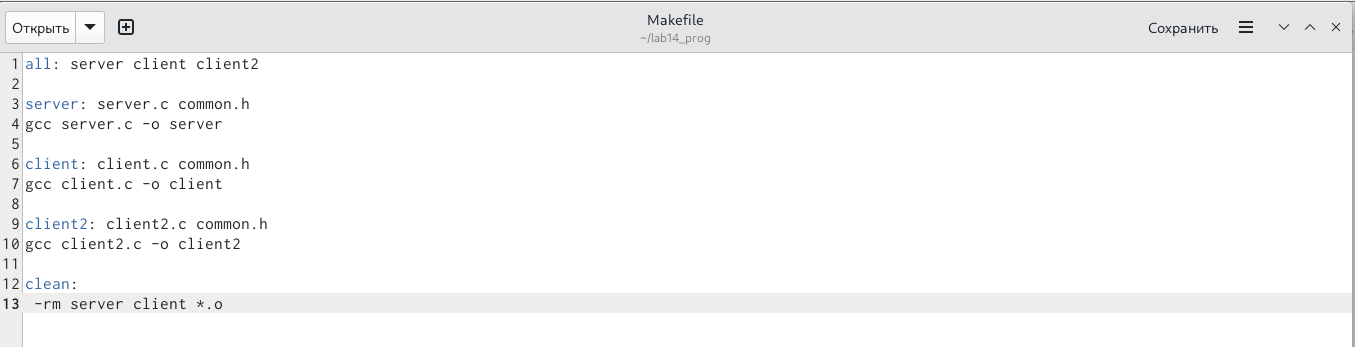 Открыть
Makefile
~/lab14_prog
Сохранить
1 all: server client client2
2
3 server: server.c common.h
4 gcc server.c -o server
5
6 client: client.c common.h
7 gcc client.c -o client
8
9 client2: client2.c common.h
10 gcc client2.c -o client2
11
12 clean:
13  -rm server client *.o